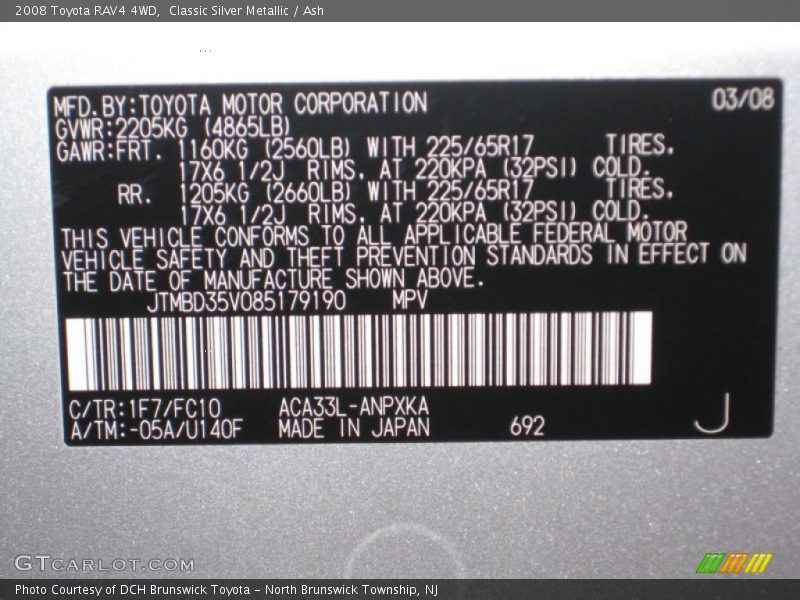 2008 Toyota RAV4 4WD,  Classic Silver Metallic / Ash
MFD.BY:TOYOTA MOTOR CORPORATION 03/08
GVWR:2205KG (4865LB)
GAWR:FRT. 1160KG (2560LB) WITH 225/65R17 TIRES.
17X6 1/2J RIMS. AT 220KPA (32PSI) COLD.
RR. 1205KG (2660LB) WITH 225/65R17 TIRES.
17X6 1/2J RIMS. AT 220KPA (32PSI) COLD.
THIS VEHICLE CONFORMS TO ALL APPLICABLE FEDERAL MOTOR
VEHICLE SAFETY AND THEFT PREVENTION STANDARDS IN EFFECT ON
THE DATE OF MANUFACTURE SHOWN ABOVE.
JTMBD35V085179190 MPV
C/TR:1F7/FC10 ACA33L-ANPXKA
A/TM:-05A/U140F MADE IN JAPAN 692 J
GTCARLOT.COM
Photo Courtesy of DCH Brunswick Toyota – North Brunswick Township, NJ